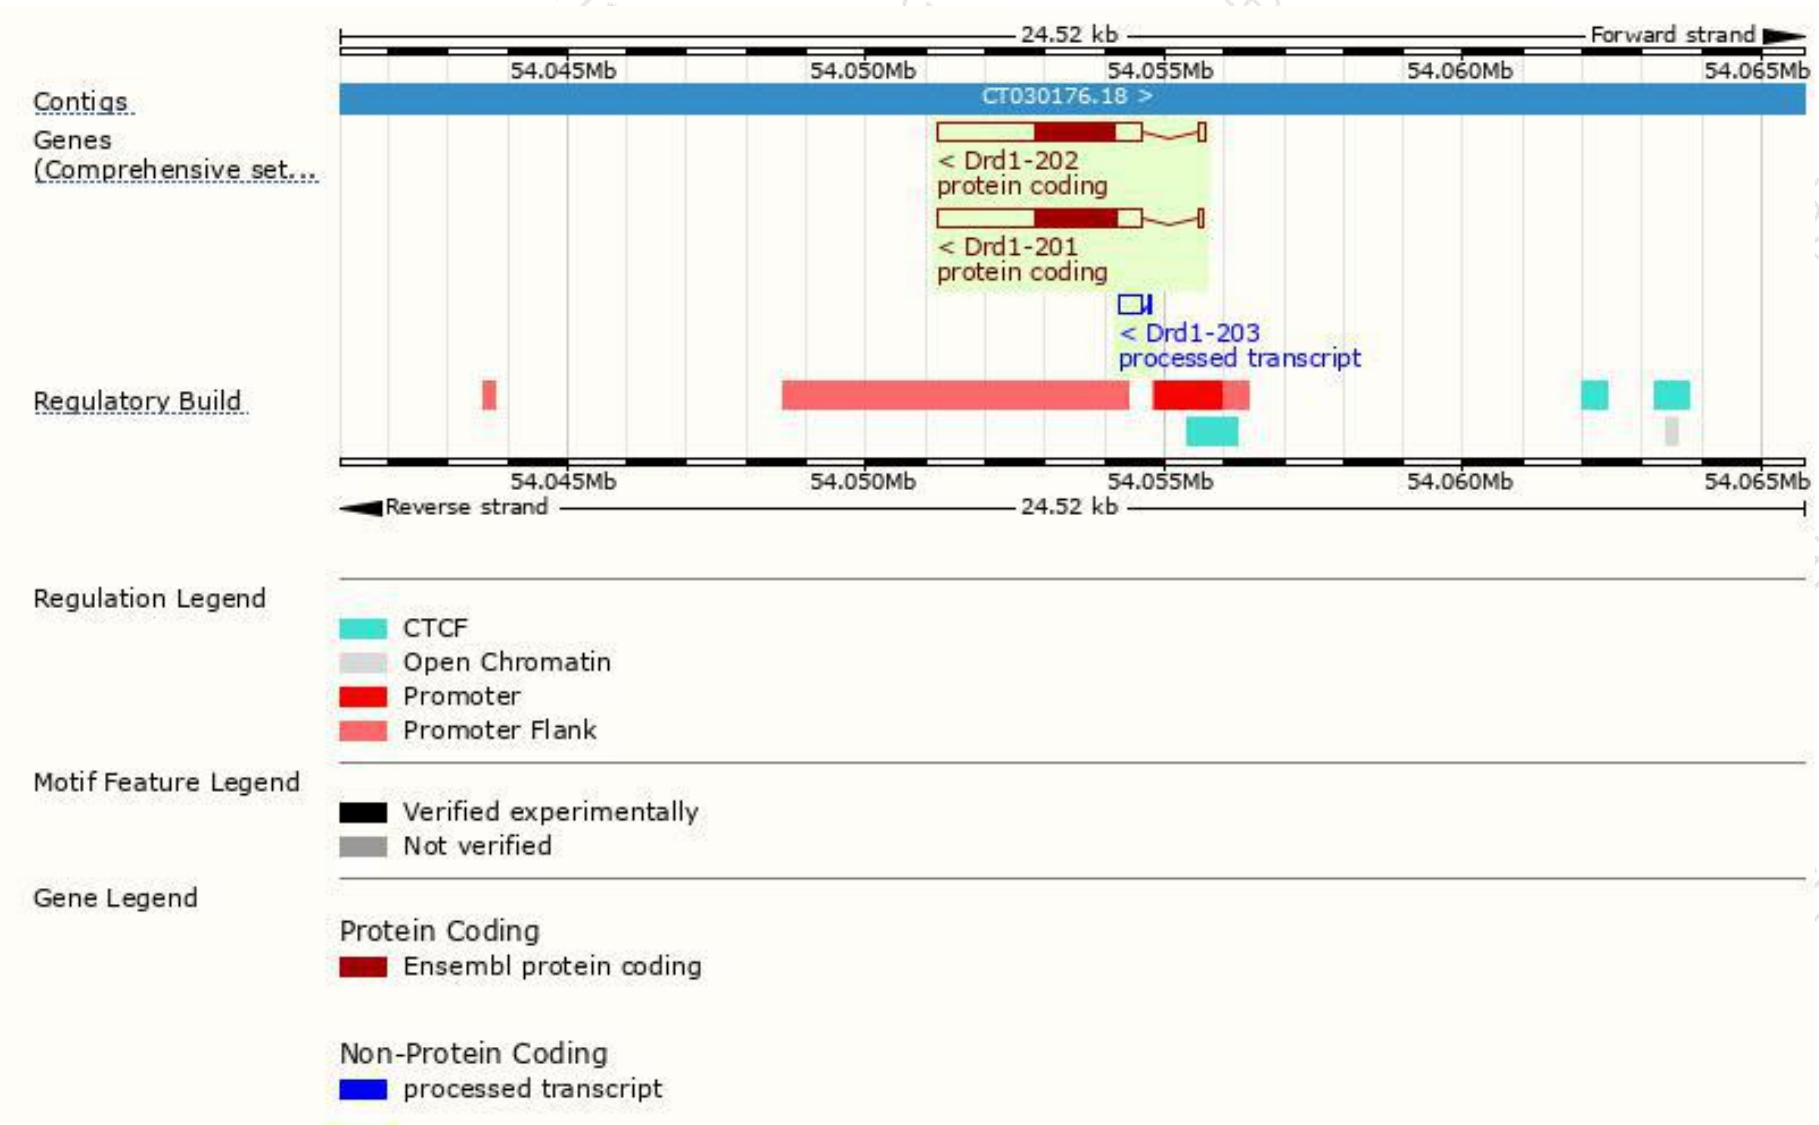 24.52 kb
Forward strand
54.045Mb 54.050Mb 54.055Mb 54.060Mb 54.065Mb
Contigs
CT030176.18 >
Genes
(Comprehensive set...
< Drd1-202
protein coding
< Drd1-201
protein coding
< Drd1-203
processed transcript
Regulatory Build
54.045Mb 54.050Mb 54.055Mb 54.060Mb 54.065Mb
Reverse strand
24.52 kb
Regulation Legend
CTCF
Open Chromatin
Promoter
Promoter Flank
Motif Feature Legend
Verified experimentally
Not verified
Gene Legend
Protein Coding
Ensembl protein coding
Non-Protein Coding
processed transcript